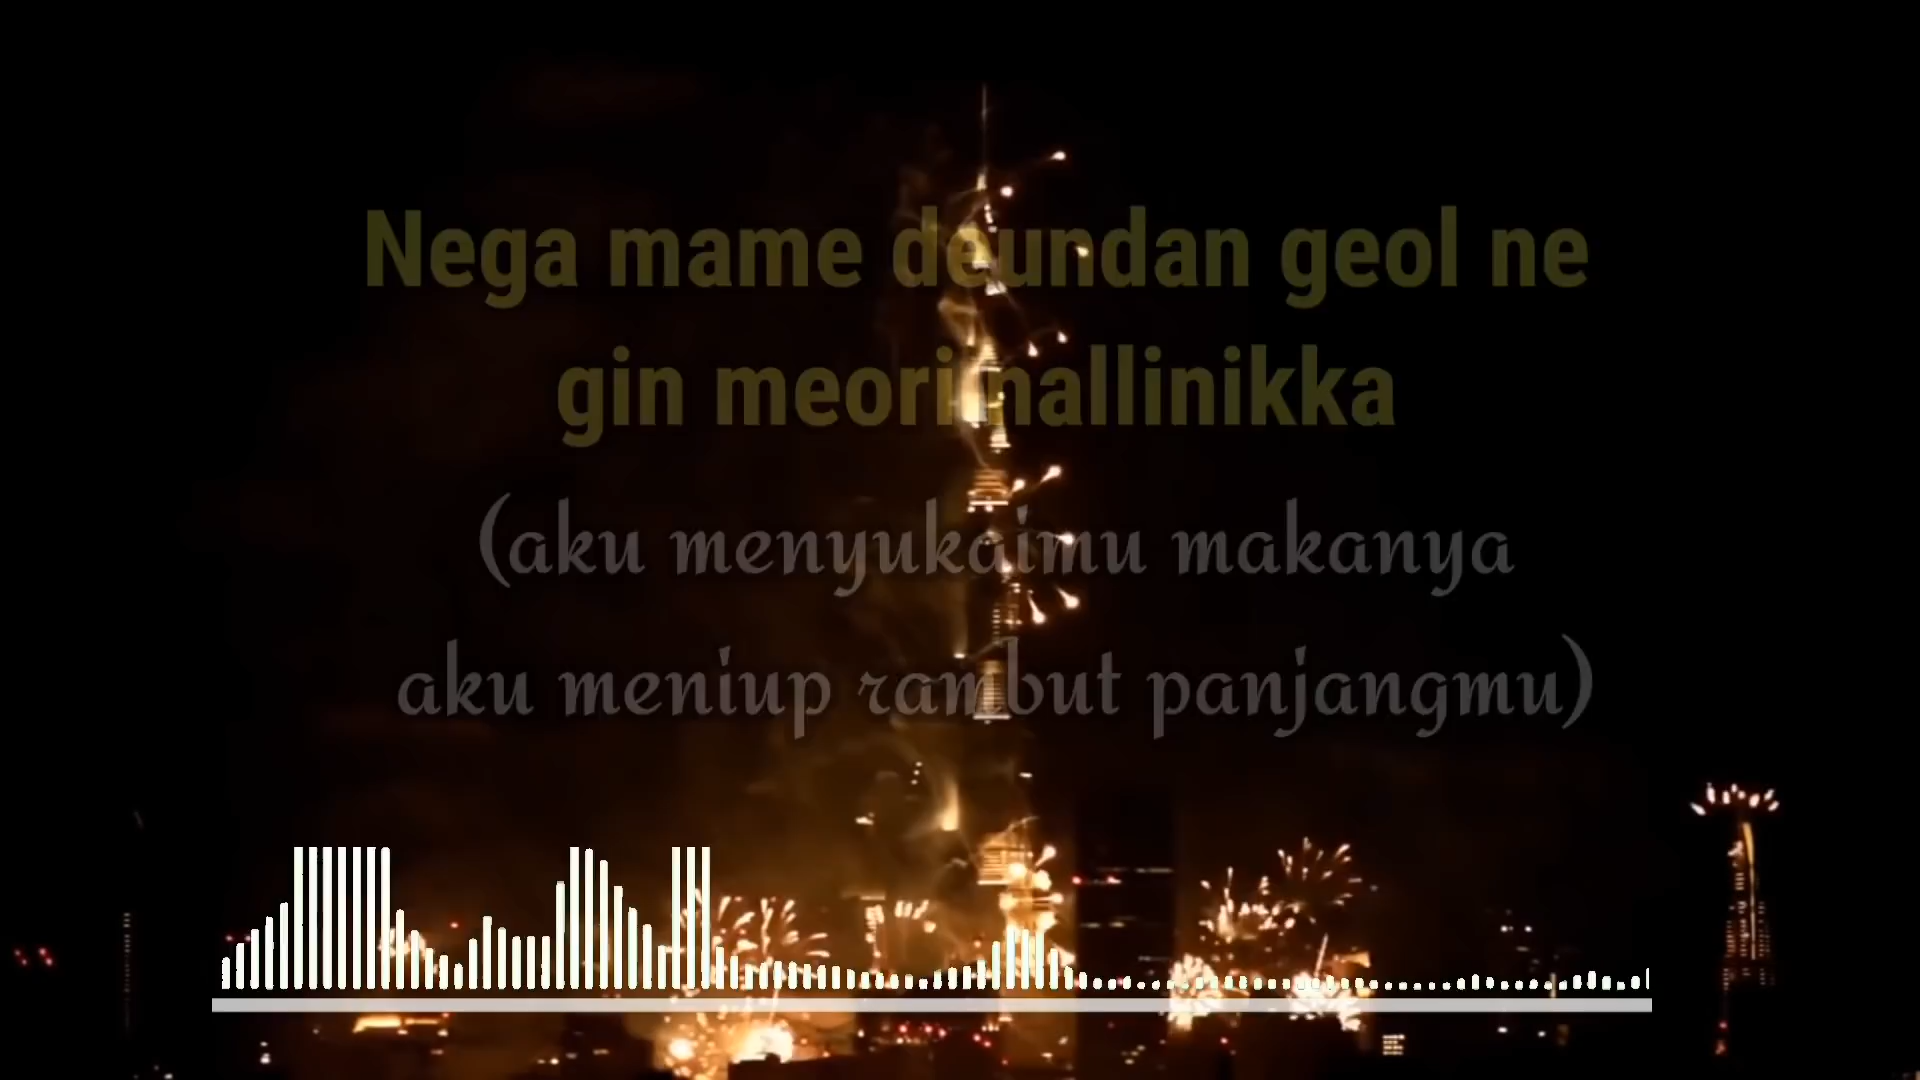 Nega mame deundan geol ne
gin meori nallinikka
(aku menyukaimu makanya
aku meniup rambut panjangmu)